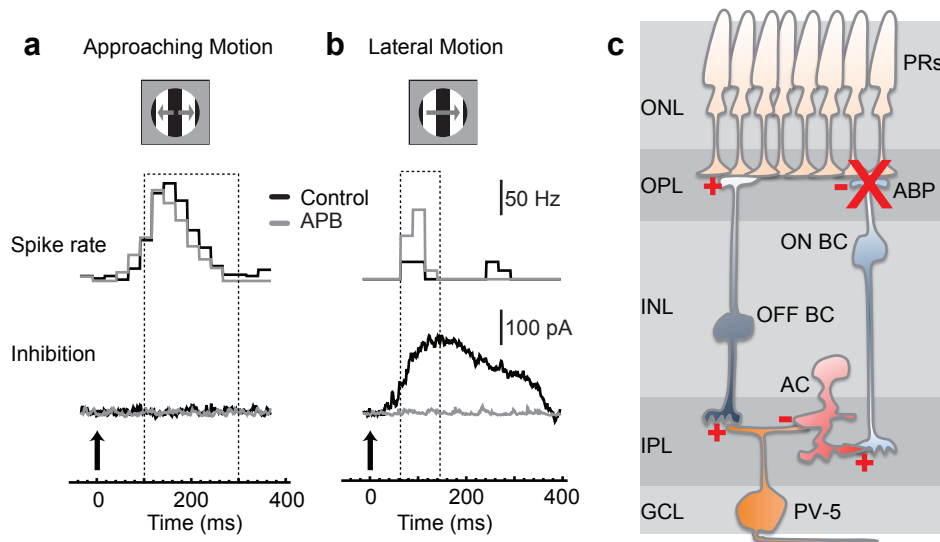 a
Approaching Motion
b
Lateral Motion
c
Control
APB
50 Hz
Spike rate
100 pA
Inhibition
0
200
400
Time (ms)
0
200
400
Time (ms)
PRs
ONL
+
-
OPL
ABP
ON BC
INL
OFF BC
AC
-
+
+
IPL
GCL
PV-5